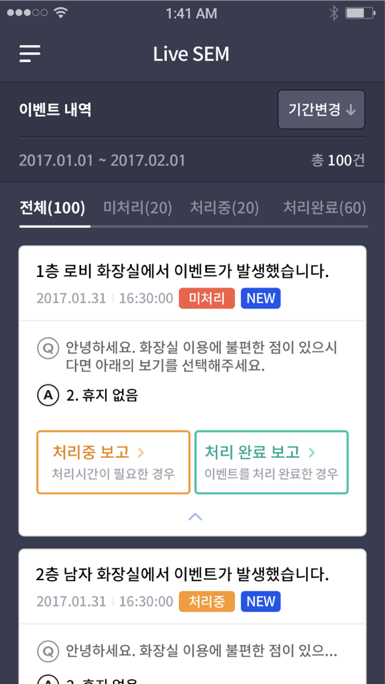 1:41 AM
Live SEM
이벤트 내역
기간변경 ↓
2017.01.01 ~ 2017.02.01
총 100건
전체(100) 미처리(20) 처리중(20) 처리완료(60)
1층 로비 화장실에서 이벤트가 발생했습니다.
2017.01.31 16:30:00 미처리 NEW
Q 안녕하세요. 화장실 이용에 불편한 점이 있으시
다면 아래의 보기를 선택해주세요.
A 2. 휴지 없음
처리중 보고 >
처리시간이 필요한 경우
처리 완료 보고 >
이벤트를 처리 완료한 경우
2층 남자 화장실에서 이벤트가 발생했습니다.
2017.01.31 16:30:00 처리중 NEW
Q 안녕하세요. 화장실 이용에 불편한 점이 있으...
A 2. 휴지 없음